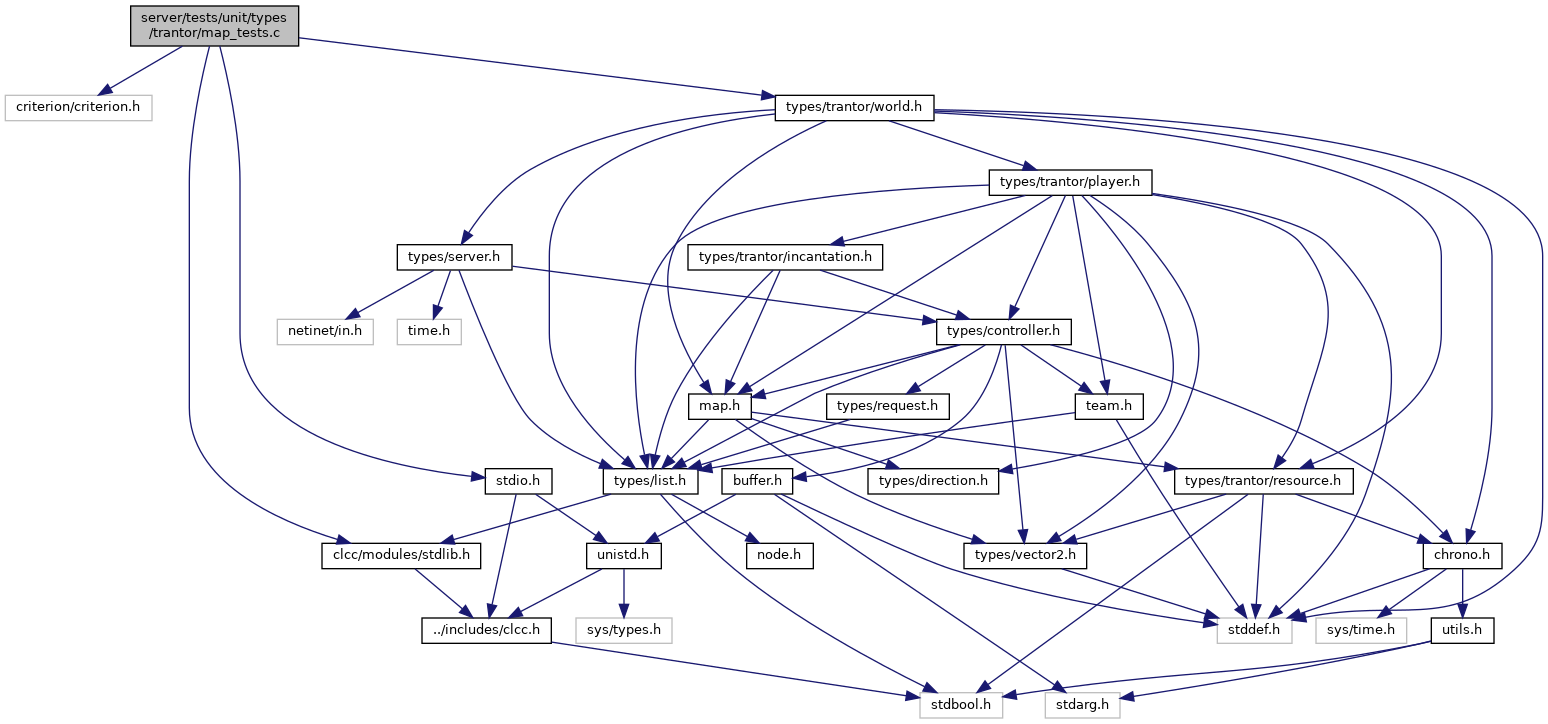 server/tests/unit/types
/trantor/map_tests.c
criterion/criterion.h
types/trantor/world.h
types/trantor/player.h
types/server.h
types/trantor/incantation.h
netinet/in.h
time.h
types/controller.h
map.h
types/request.h
team.h
stdio.h
types/list.h
buffer.h
types/direction.h
types/trantor/resource.h
clcc/modules/stdlib.h
unistd.h
node.h
types/vector2.h
chrono.h
../includes/clcc.h
sys/types.h
stddef.h
sys/time.h
utils.h
stdbool.h
stdarg.h